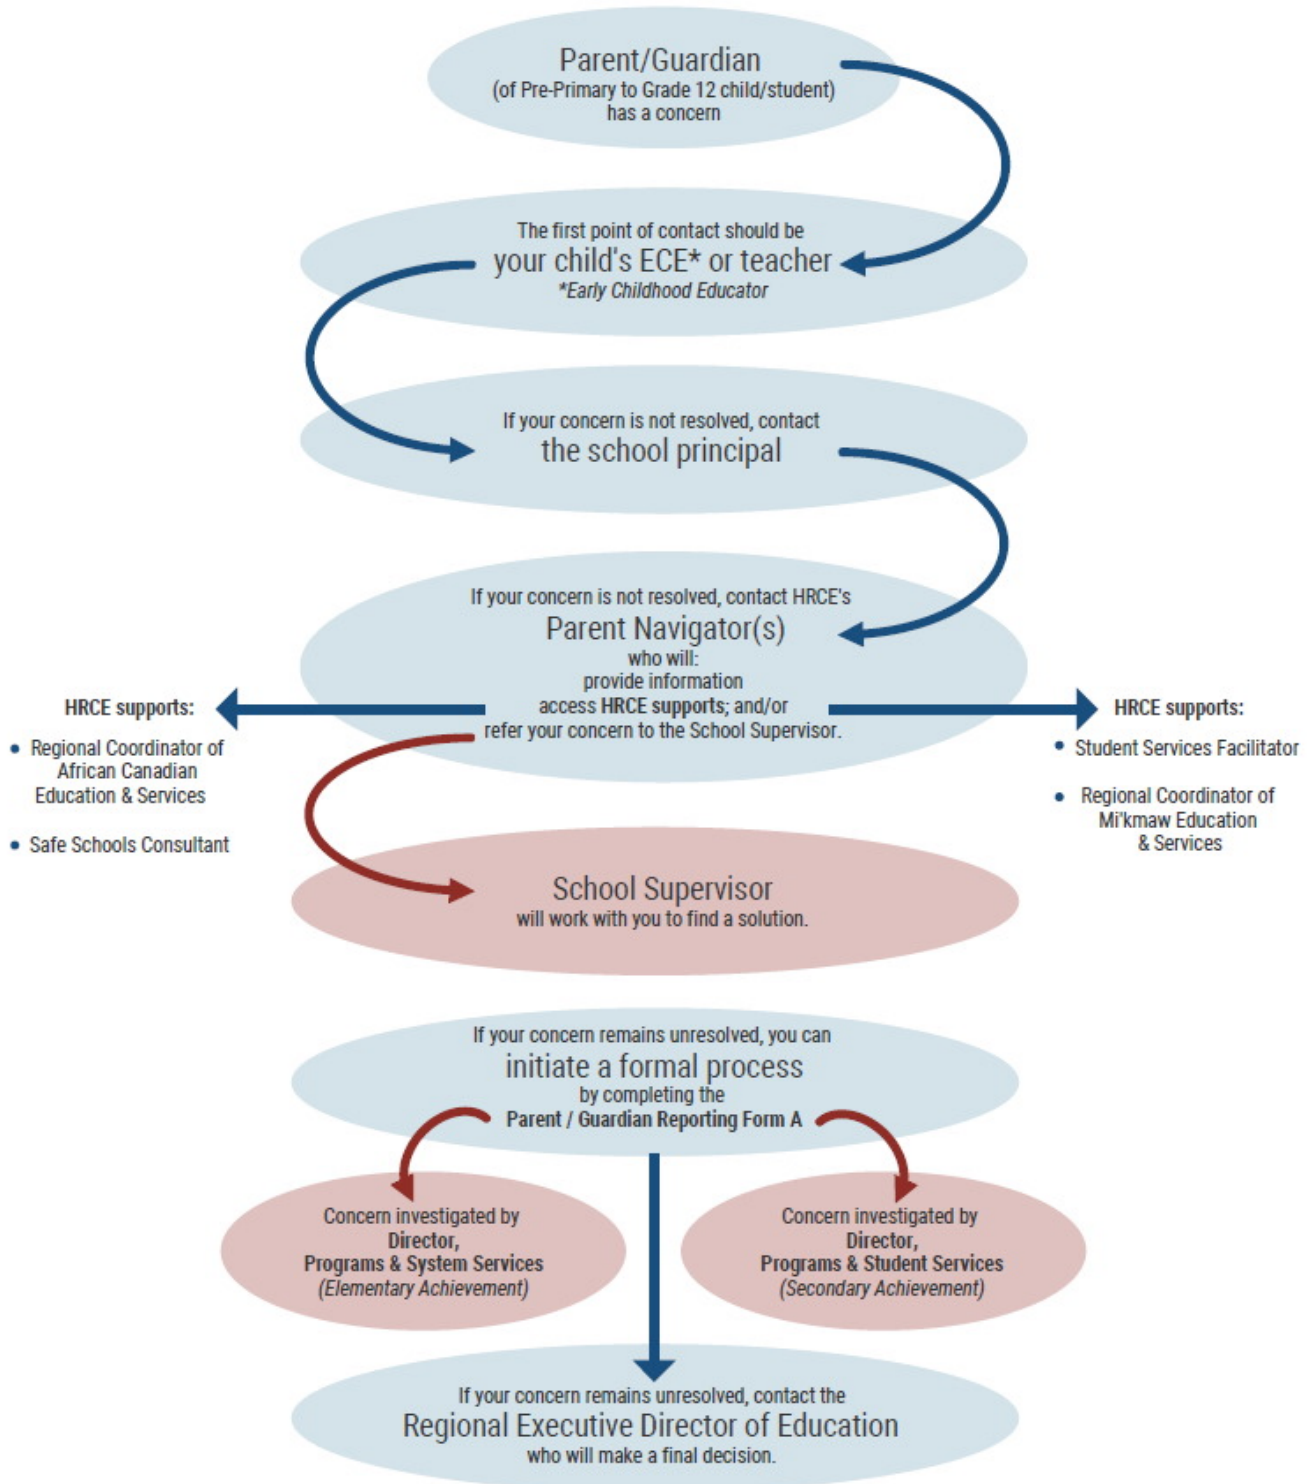 Parent/Guardian
(of Pre-Primary to Grade 12 child/student)
has a concern
The first point of contact should be
your child's ECE* or teacher
*Early Childhood Educator
If your concern is not resolved, contact
the school principal
If your concern is not resolved, contact HRCE's
Parent Navigator(s)
who will:
provide information
access HRCE supports; and/or
refer your concern to the School Supervisor.
HRCE supports:
• Regional Coordinator of
African Canadian
Education & Services
• Safe Schools Consultant
HRCE supports:
• Student Services Facilitator
• Regional Coordinator of
Mi'kmaw Education
& Services
School Supervisor
will work with you to find a solution.
If your concern remains unresolved, you can
initiate a formal process
by completing the
Parent / Guardian Reporting Form A
Concern investigated by
Director,
Programs & System Services
(Elementary Achievement)
Concern investigated by
Director,
Programs & Student Services
(Secondary Achievement)
If your concern remains unresolved, contact the
Regional Executive Director of Education
who will make a final decision.